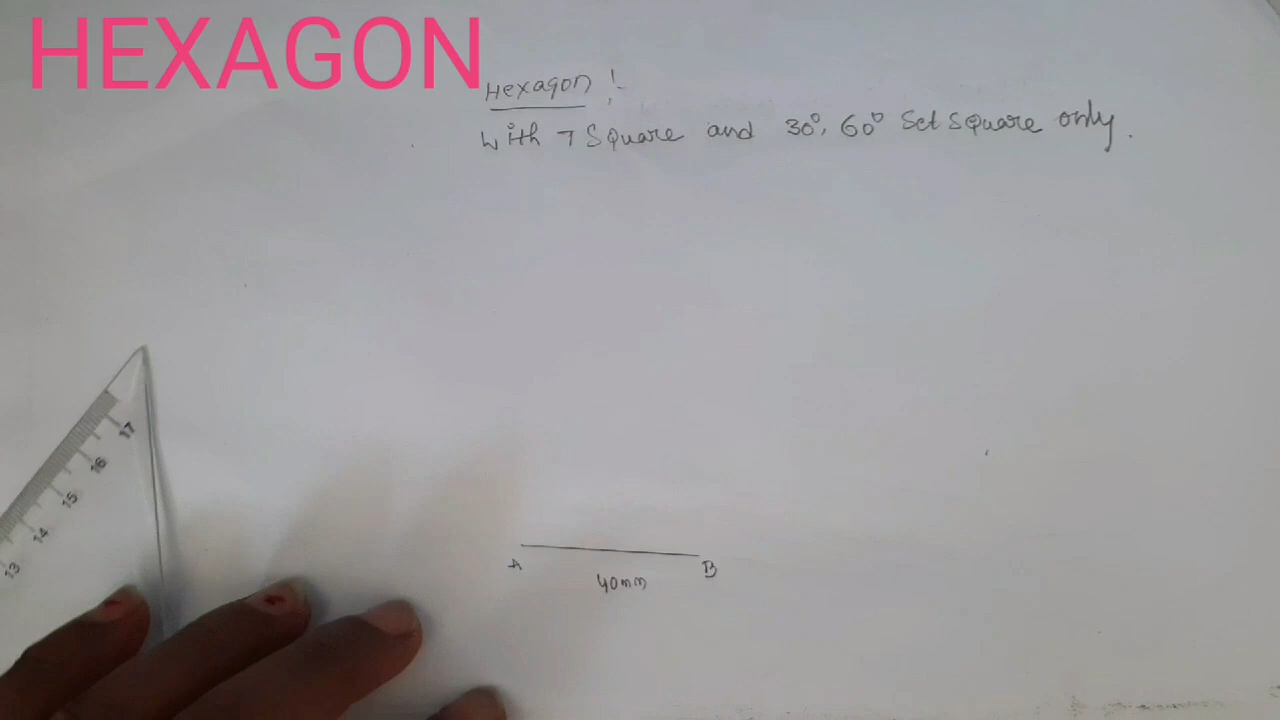 HEXAGON
Hexagon :-
With T Square and 30°, 60° Set Square only.
17
16
15
14
13
A B
40mm